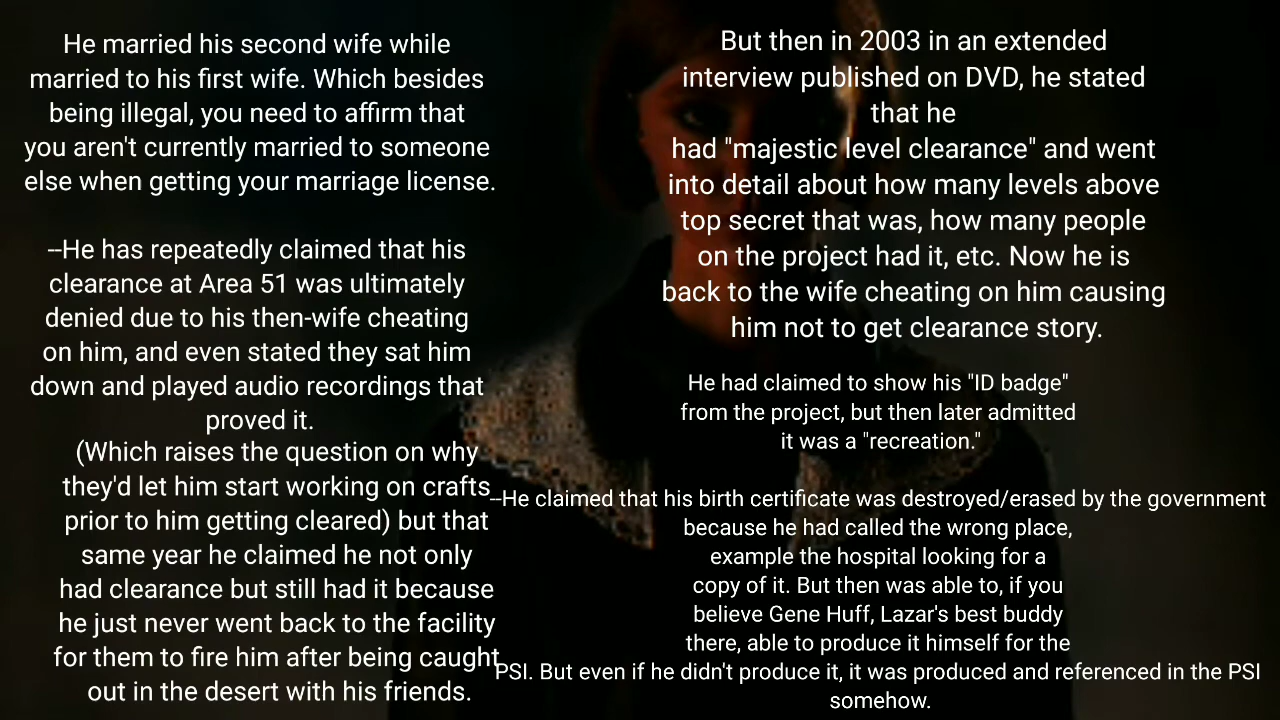 He married his second wife while
married to his first wife. Which besides
being illegal, you need to affirm that
you aren't currently married to someone
else when getting your marriage license.
--He has repeatedly claimed that his
clearance at Area 51 was ultimately
denied due to his then-wife cheating
on him, and even stated they sat him
down and played audio recordings that
proved it.
(Which raises the question on why
they'd let him start working on crafts
prior to him getting cleared) but that
same year he claimed he not only
had clearance but still had it because
he just never went back to the facility
for them to fire him after being caught
out in the desert with his friends.
But then in 2003 in an extended
interview published on DVD, he stated
that he
had "majestic level clearance" and went
into detail about how many levels above
top secret that was, how many people
on the project had it, etc. Now he is
back to the wife cheating on him causing
him not to get clearance story.
He had claimed to show his "ID badge"
from the project, but then later admitted
it was a "recreation."
--He claimed that his birth certificate was destroyed/erased by the government
because he had called the wrong place,
example the hospital looking for a
copy of it. But then was able to, if you
believe Gene Huff, Lazar's best buddy
there, able to produce it himself for the
PSI. But even if he didn't produce it, it was produced and referenced in the PSI
somehow.